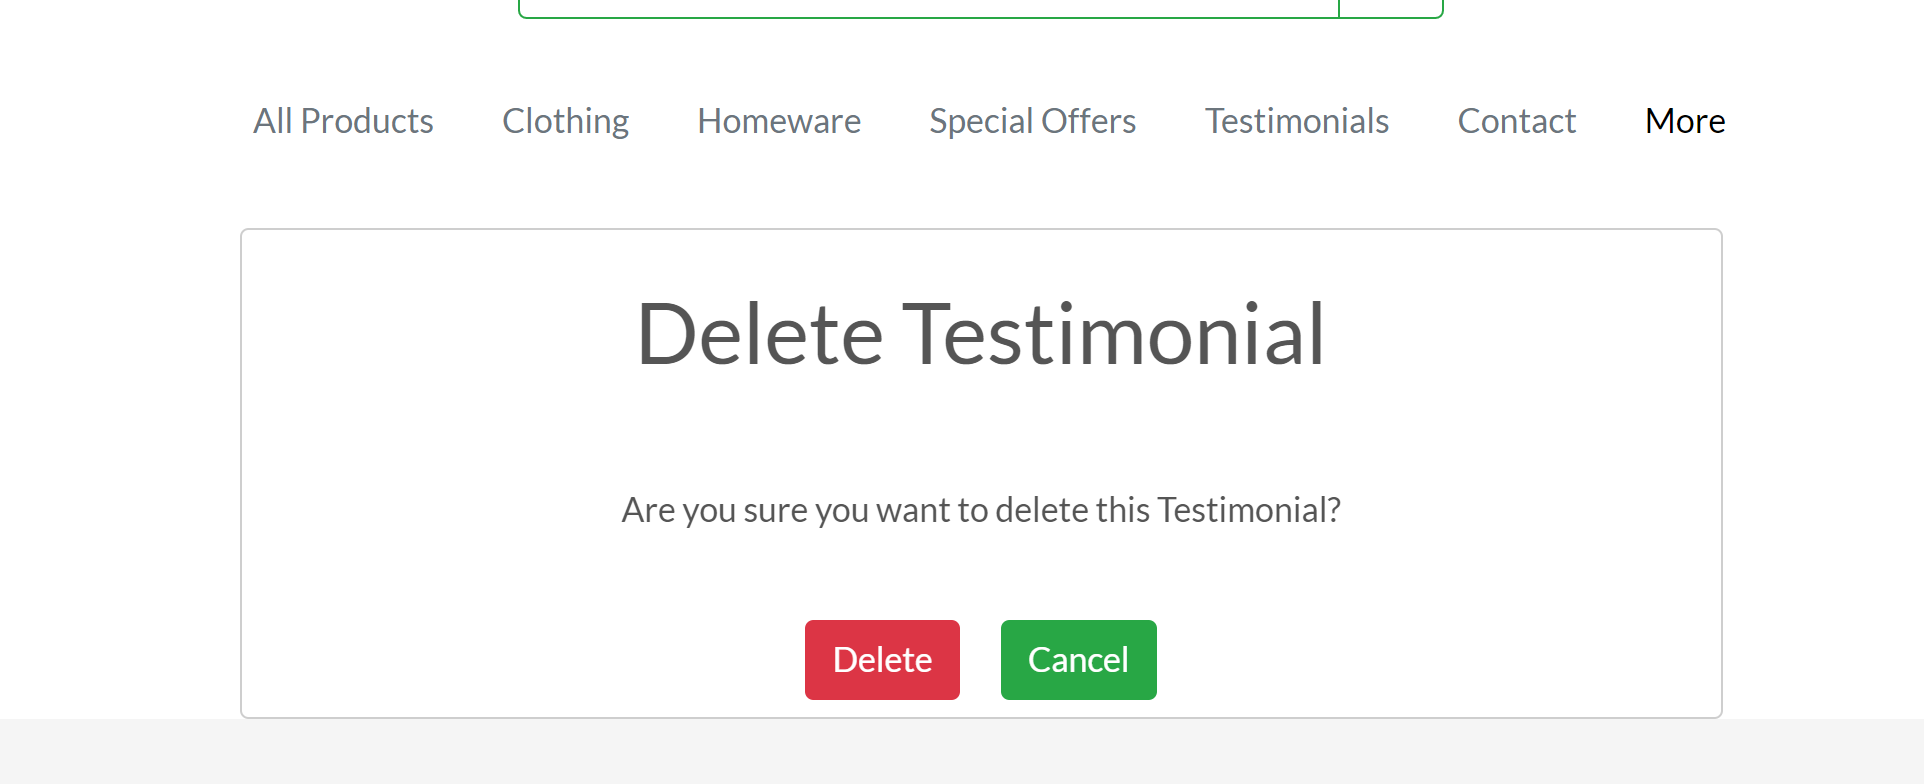 All Products Clothing Homeware Special Offers Testimonials Contact More
Delete Testimonial
Are you sure you want to delete this Testimonial?
Delete Cancel